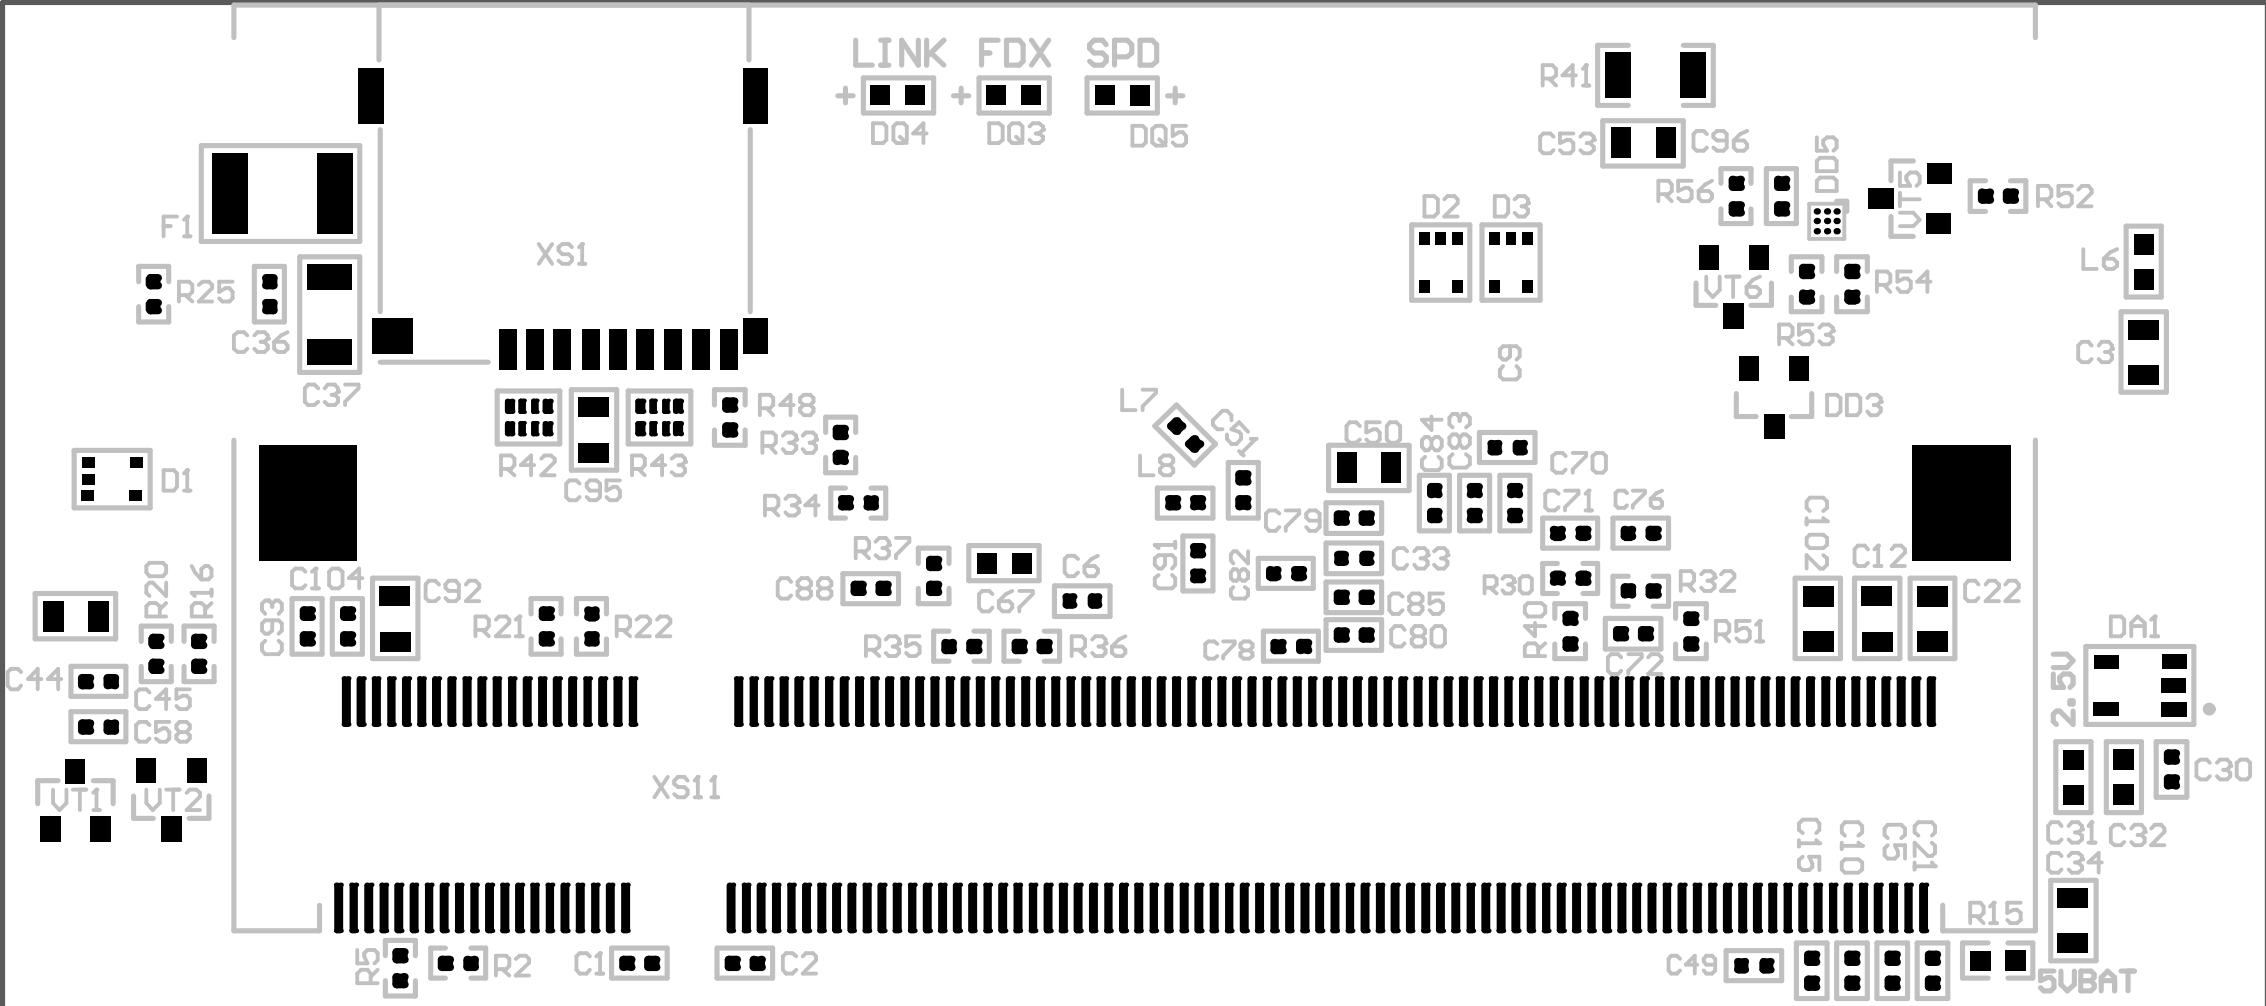 LINK FDX SPD
+ + +
DQ4 DQ3 DQ5
R41
C53 C96
DD5
R56 VT5 R52
F1
D2 D3
XS1
L6
R25
VT6 R54
C36
R53
C3
C9
C37
L7
R48
DD3
R33
C51
C50 C84 C83
R42 R43
L8
C70
D1
C95
R34
C71 C76
C79
C102
R37
C91 C82 C33
C12
C6
R20 R16
C104
C92
C88
R30 R32
C67
C85
C22
C93
R21 R22
R40 R51
DA1
R35 R36
C78 C80
C72
C44
C45
2.5V
C58
C30
VT1 VT2
XS11
C31 C32
C15 C10 C5 C21
C34
R15
R5 R2 C1 C2
C49
5VBAT